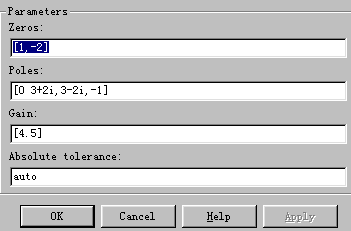 Parameters
Zeros:
[1,-2]
Poles:
[0 3+2i,3-2i,-1]
Gain:
[4.5]
Absolute tolerance:
auto
OK Cancel Help Apply